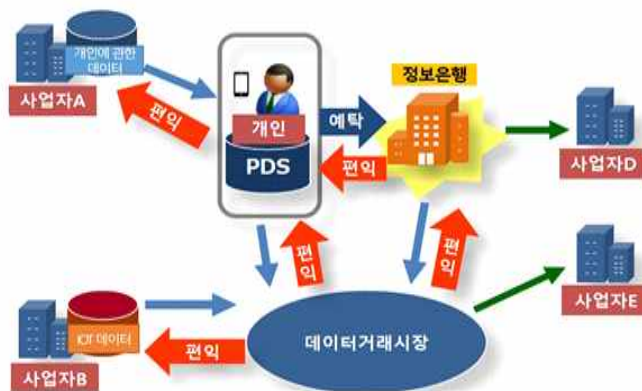 개인에 관한
데이터
사업자A
편익
개인
PDS
예탁
편익
정보은행
사업자D
편익
편익
사업자E
IOT 데이터
사업자B
편익
데이터거래시장